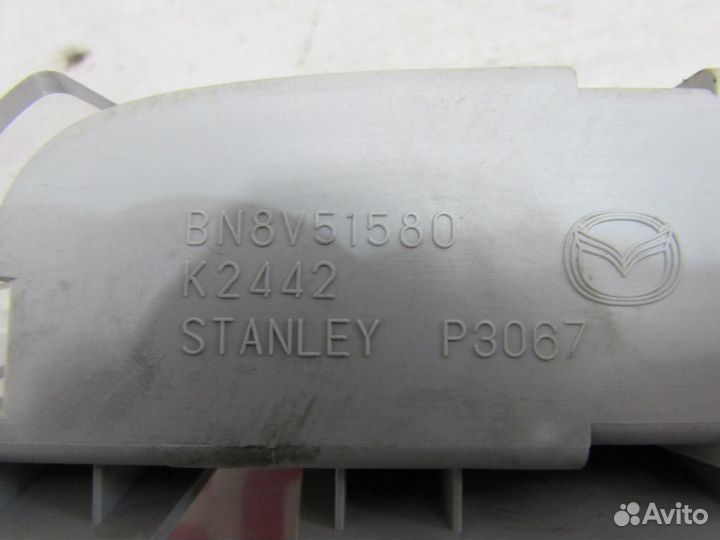 BN8V51580
K2442
STANLEY P3067
Avito